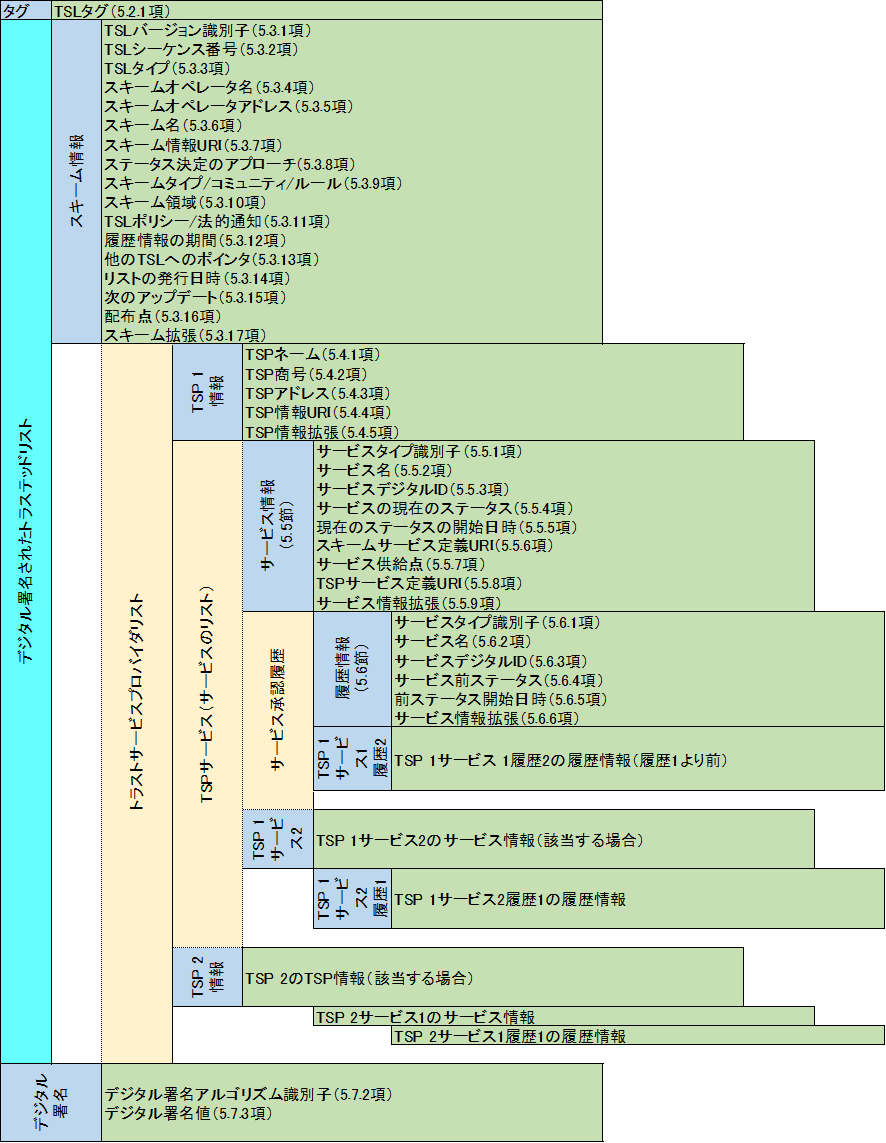 タグ
TSLタグ(5.2.1項)
デジタル署名されたトラステッドリスト
スキーム情報
TSLバージョン識別子(5.3.1項)
TSLシーケンス番号(5.3.2項)
TSLタイプ(5.3.3項)
スキームオペレータ名(5.3.4項)
スキームオペレータアドレス(5.3.5項)
スキーム名(5.3.6項)
スキーム情報URI(5.3.7項)
ステータス決定のアプローチ(5.3.8項)
スキームタイプ/コミュニティ/ルール(5.3.9項)
スキーム領域(5.3.10項)
TSLポリシー/法的通知(5.3.11項)
履歴情報の期間(5.3.12項)
他のTSLへのポインタ(5.3.13項)
リストの発行日時(5.3.14項)
次のアップデート(5.3.15項)
配布点(5.3.16項)
スキーム拡張(5.3.17項)
トラストサービスプロバイダリスト
TSP 1
情報
TSPネーム(5.4.1項)
TSP商号(5.4.2項)
TSPアドレス(5.4.3項)
TSP情報URI(5.4.4項)
TSP情報拡張(5.4.5項)
TSPサービス(サービスのリスト)
サービス情報
(5.5節)
サービスタイプ識別子(5.5.1項)
サービス名(5.5.2項)
サービスデジタルID(5.5.3項)
サービスの現在のステータス(5.5.4項)
現在のステータスの開始日時(5.5.5項)
スキームサービス定義URI(5.5.6項)
サービス供給点(5.5.7項)
TSPサービス定義URI(5.5.8項)
サービス情報拡張(5.5.9項)
サービス承認履歴
履歴情報
(5.6節)
サービスタイプ識別子(5.6.1項)
サービス名(5.6.2項)
サービスデジタルID(5.6.3項)
サービス前ステータス(5.6.4項)
前ステータス開始日時(5.6.5項)
サービス情報拡張(5.6.6項)
TSP 1
サービ
ス1
履歴2
TSP 1サービス 1履歴2の履歴情報(履歴1より前)
TSP 1
サービ
ス2
TSP 1サービス2のサービス情報(該当する場合)
TSP 1
サービ
ス2
履歴1
TSP 1サービス2履歴1の履歴情報
TSP 2
情報
TSP 2のTSP情報(該当する場合)
TSP 2サービス1のサービス情報
TSP 2サービス1履歴1の履歴情報
デジタル
署名
デジタル署名アルゴリズム識別子(5.7.2項)
デジタル署名値(5.7.3項)